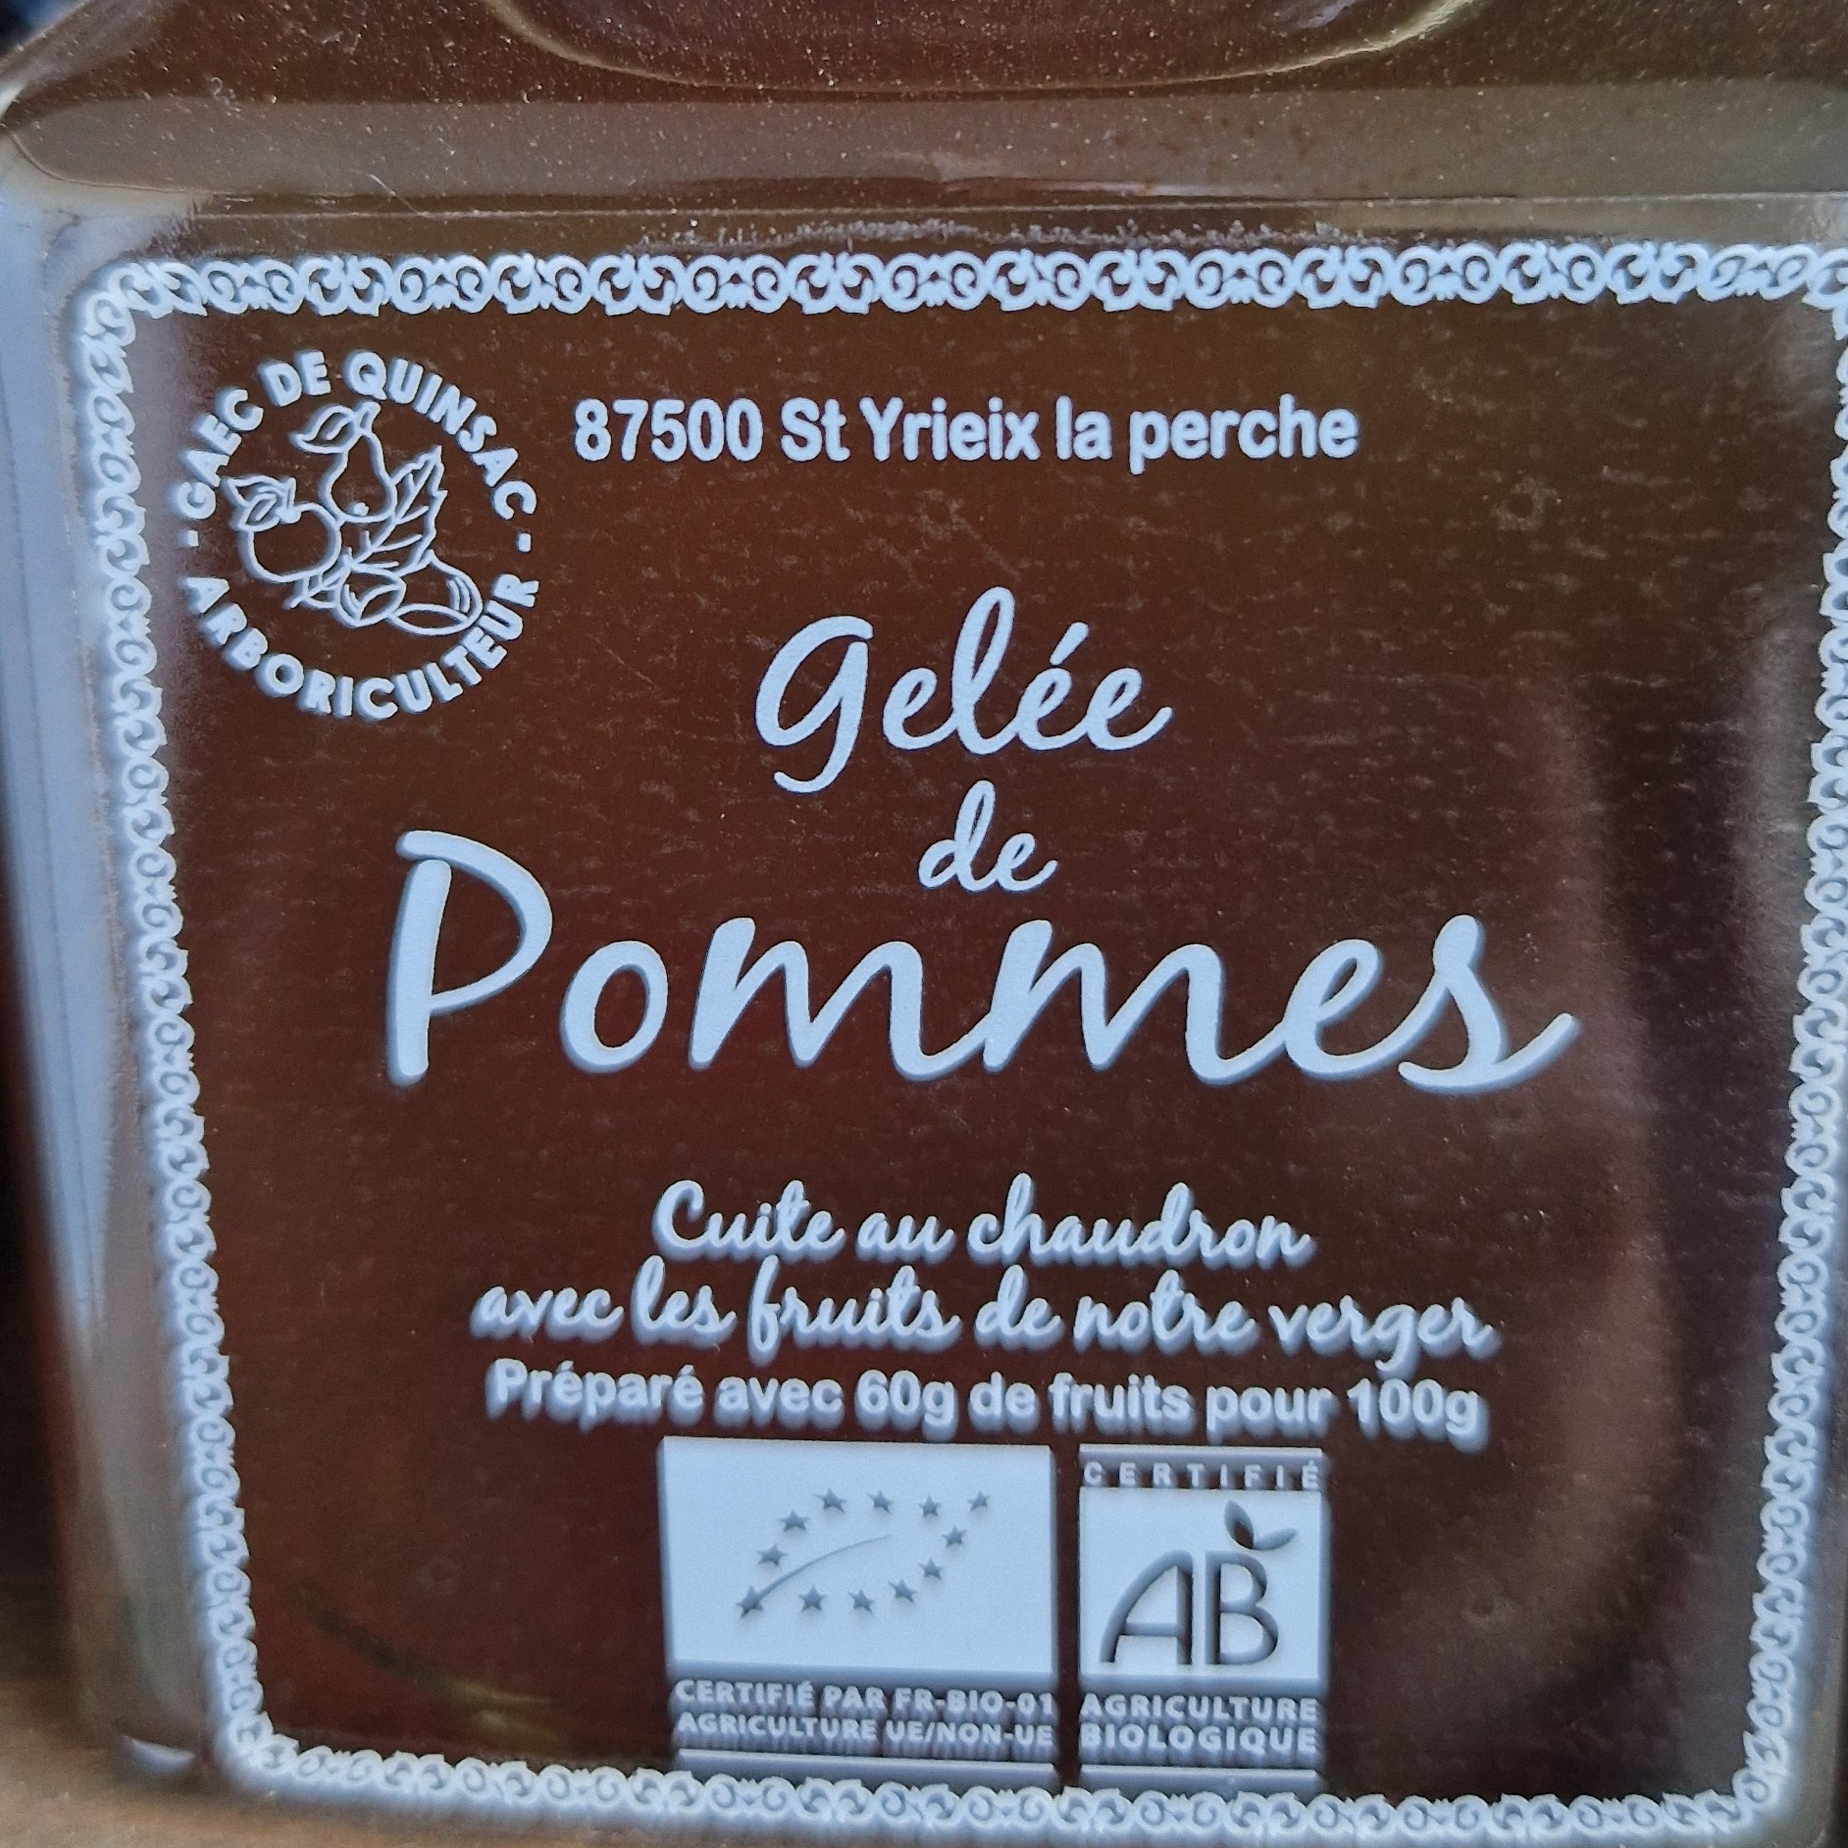 - GAEC DE QUINSAC -
ARBORICULTEUR
87500 St Yrieix la perche
Gelée
de
Pommes
Cuite au chaudron
avec les fruits de notre verger
Préparé avec 60g de fruits pour 100g
CERTIFIÉ PAR FR-BIO-01
AGRICULTURE UE/NON-UE
CERTIFIÉ
AB
AGRICULTURE
BIOLOGIQUE